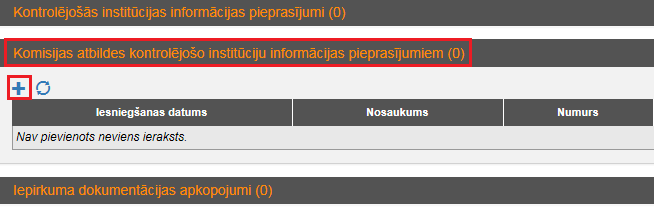 Kontrolējošās institūcijas informācijas pieprasījumi (0)
Komisijas atbildes kontrolējošo institūciju informācijas pieprasījumiem (0)
Iesniegšanas datums Nosaukums Numurs
Nav pievienots neviens ieraksts.
Iepirkuma dokumentācijas apkopojumi (0)